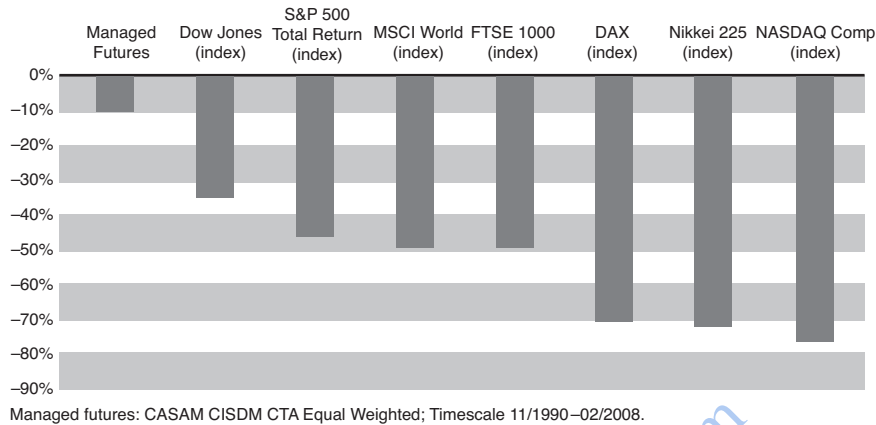 Managed
Futures
Dow Jones
(index)
S&P 500
Total Return
(index)
MSCI World
(index)
FTSE 1000
(index)
DAX
(index)
Nikkei 225
(index)
NASDAQ Comp
(index)
0%
–10%
–20%
–30%
–40%
–50%
–60%
–70%
–80%
–90%
Managed futures: CASAM CISDM CTA Equal Weighted; Timescale 11/1990–02/2008.